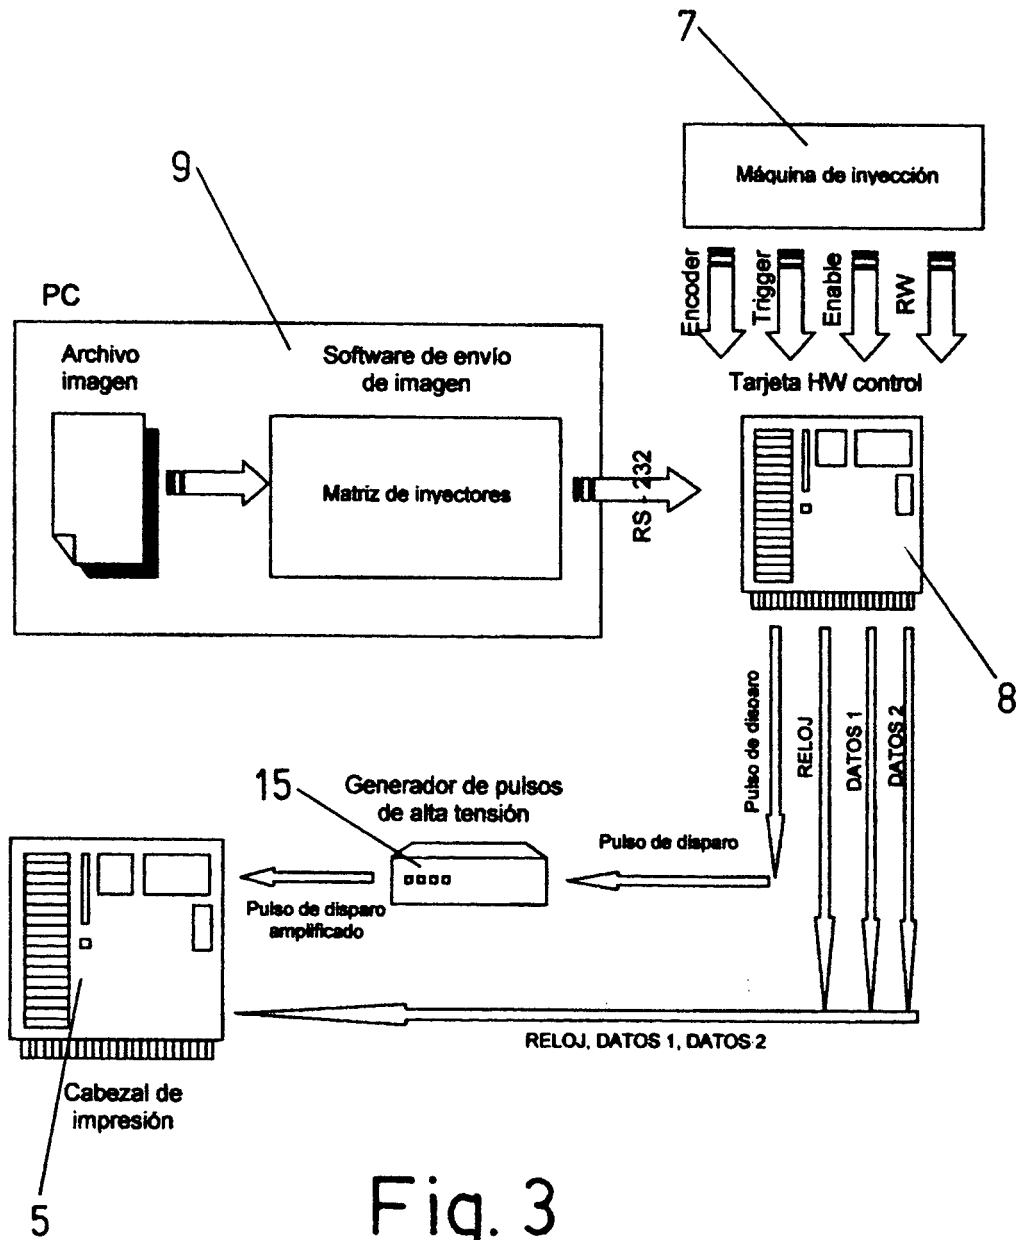 7
Máquina de inyección
9
Encoder
Trigger
Enable
RW
PC
Archivo
imagen
Software de envío
de imagen
Tarjeta HW control
Matriz de inyectores
RS - 232
8
Pulso de disparo
RELOJ
DATOS 1
DATOS 2
15
Generador de pulsos
de alta tensión
Pulso de disparo
Pulso de disparo
amplificado
RELOJ, DATOS 1, DATOS 2
Cabezal de
impresión
5
Fig. 3